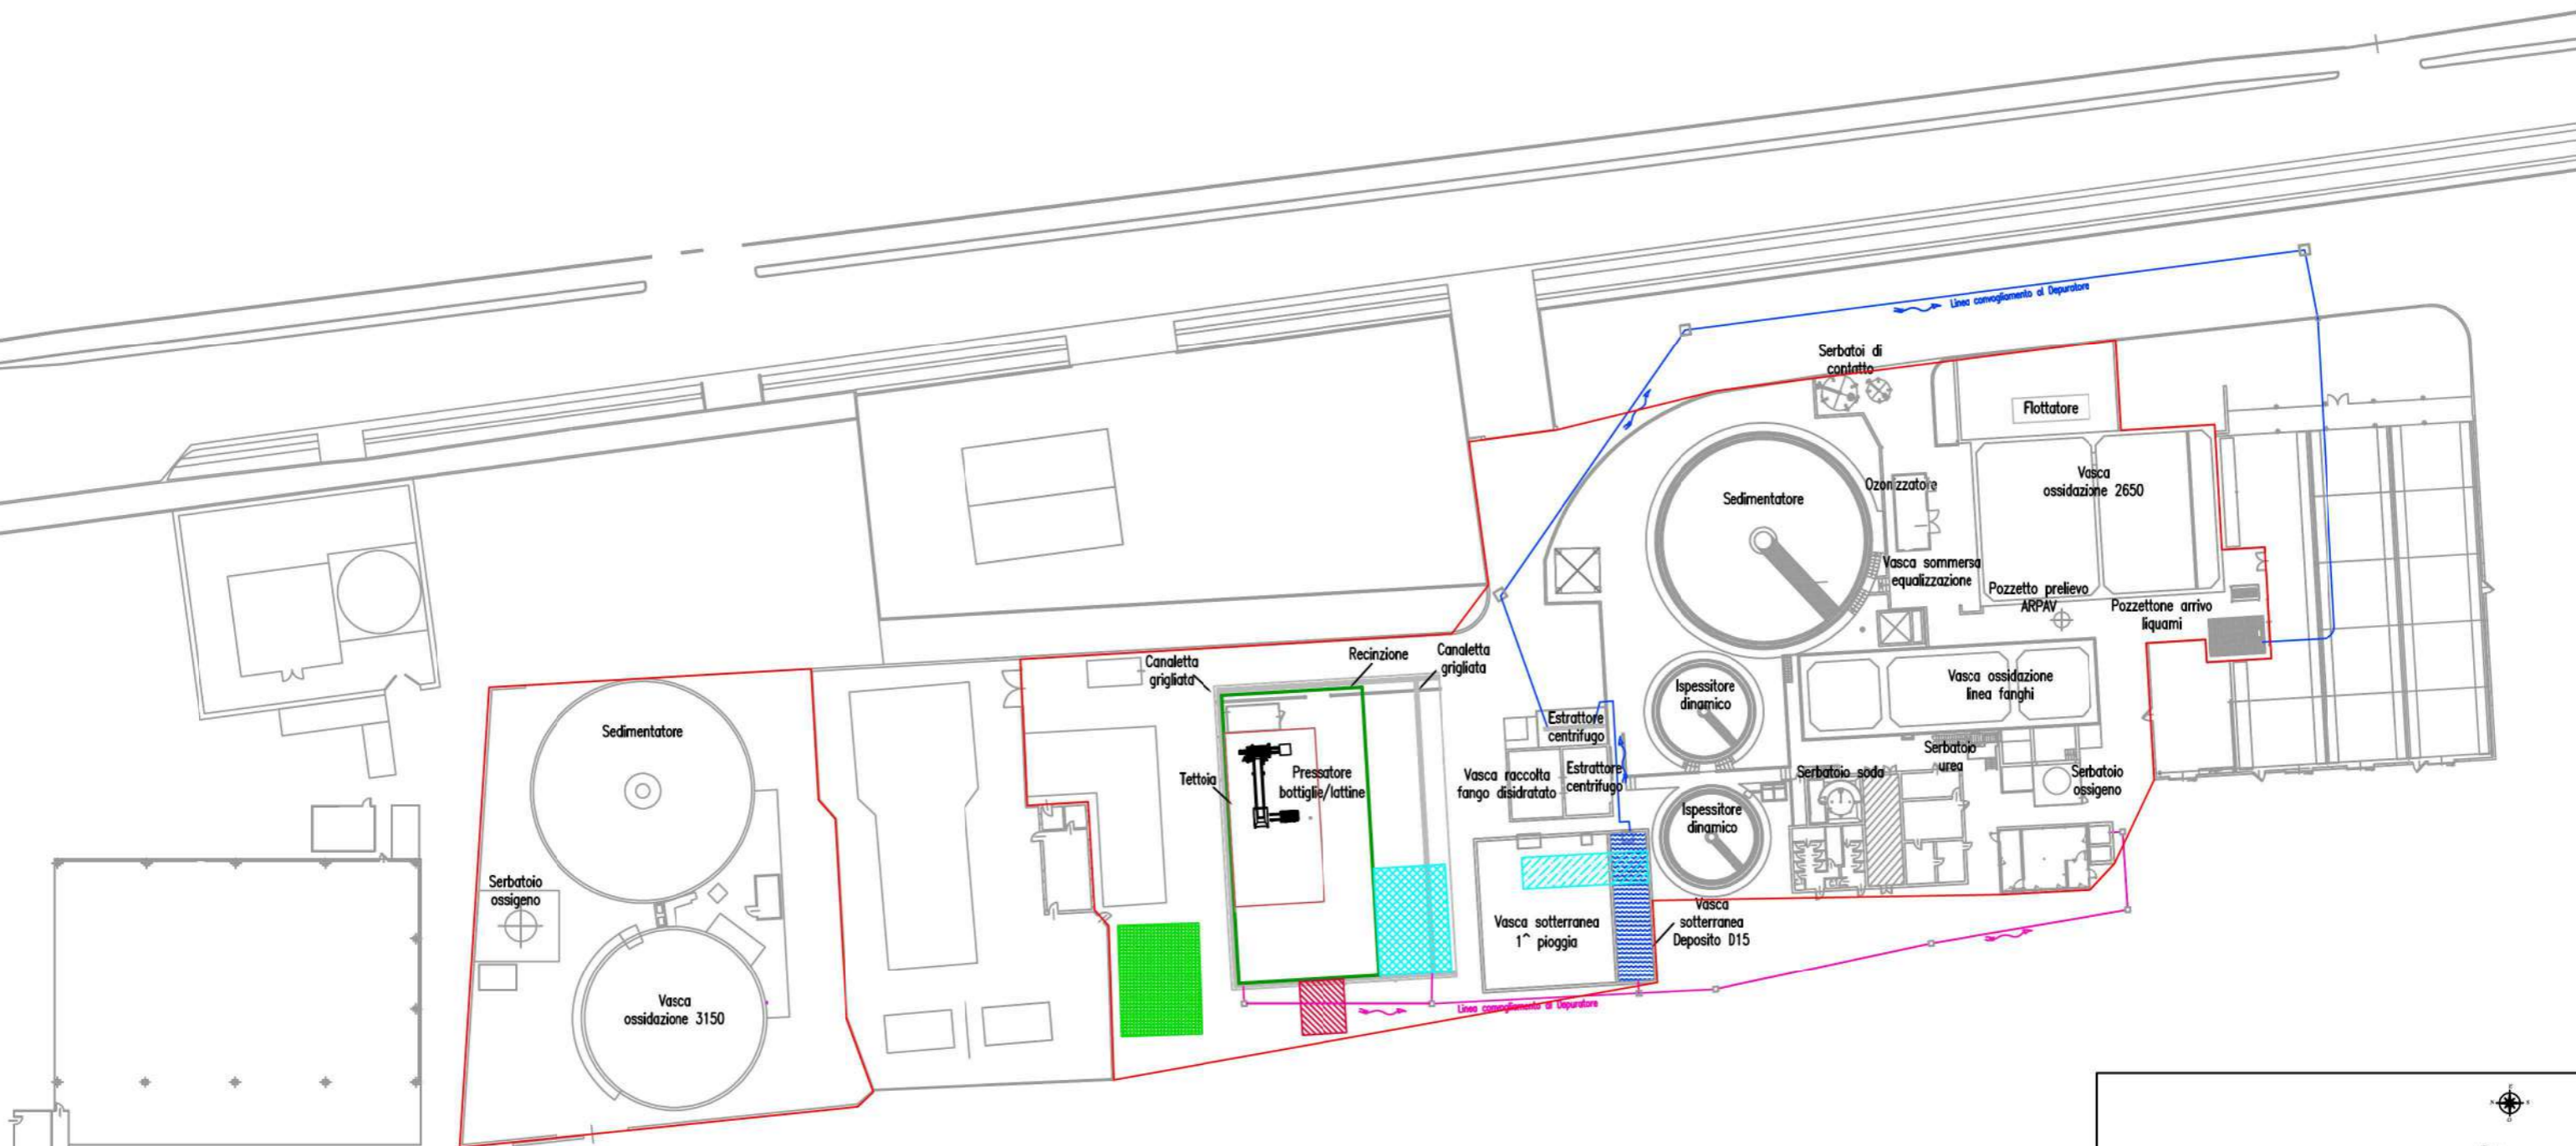 Linea convogliamento al Depuratore
Serbatoi di
contatto
Flottatore
Vasca
ossidazione 2650
Sedimentatore
Ozonizzatore
Vasca sommersa
equalizzazione
Pozzetto prelievo
ARPAV
Pozzettone arrivo
liquami
Canaletta
grigliata
Recinzione
Canaletta
grigliata
Ispessitore
dinamico
Vasca ossidazione
linea fanghi
Sedimentatore
Estrattore
centrifugo
Serbatoio
urea
Tettoia
Pressatore
bottiglie/lattine
Vasca raccolta
fango disidratato
Estrattore
centrifugo
Serbatoio soda
Serbatoio
ossigeno
Ispessitore
dinamico
Serbatoio
ossigeno
Vasca sotterranea
1^ pioggia
Vasca
sotterranea
Deposito D15
Vasca
ossidazione 3150
Linea convogliamento al Depuratore